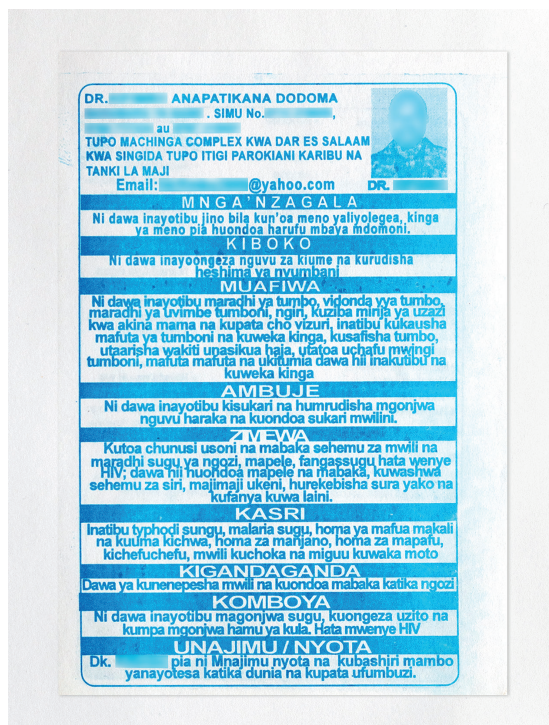 DR. ANAPATIKANA DODOMA
. SIMU No. ,
au
TUPO MACHINGA COMPLEX KWA DAR ES SALAAM
KWA SINGIDA TUPO ITIGI PAROKIANI KARIBU NA
TANKI LA MAJI
Email: @yahoo.com
DR.
MNGA'NZAGALA
Ni dawa inayotibu jino bila kun'oa meno yaliyolegea, kinga
ya meno pia huondoa harufu mbaya mdomoni.
KIBOKO
Ni dawa inayoongeza nguvu za kiume na kurudisha
heshima ya nyumbani
MUAFIWA
Ni dawa inayotibu maradhi ya tumbo, vidonda vya tumbo,
maradhi ya uvimbe tumboni, ngiri, kuziba mirija ya uzazi
kwa akina mama na kupata cho vizuri, inatibu kukausha
mafuta ya tumboni na kuweka kinga, kusafisha tumbo,
utaarisha wakiti unasikua haja, utatoa uchafu mwingi
tumboni, mafuta mafuta na ukitumia dawa hii inakutibu na
kuweka kinga
AMBUJE
Ni dawa inayotibu kisukari na humrudisha mgonjwa
nguvu haraka na kuondoa sukari mwilini.
ZIMEWA
Kutoa chunusi usoni na mabaka sehemu za mwili na
maradhi sugu ya ngozi, mapele, fangassugu hata wenye
HIV; dawa hii huondoa mapele na mabaka, kuwashwa
sehemu za siri, majimaji ukeni, hurekebisha sura yako na
kufanya kuwa laini.
KASRI
Inatibu typhodi sungu, malaria sugu, homa ya mafua makali
na kuuma kichwa, homa za manjano, homa za mapafu,
kichefuchefu, mwili kuchoka na miguu kuwaka moto
KIGANDAGANDA
Dawa ya kunenepesha mwili na kuondoa mabaka katika ngozi
KOMBOYA
Ni dawa inayotibu magonjwa sugu, kuongeza uzito na
kumpa mgonjwa hamu ya kula. Hata mwenye HIV
UNAJIMU / NYOTA
Dk. pia ni Mnajimu nyota na kubashiri mambo
yanayotesa katika dunia na kupata ufumbuzi.